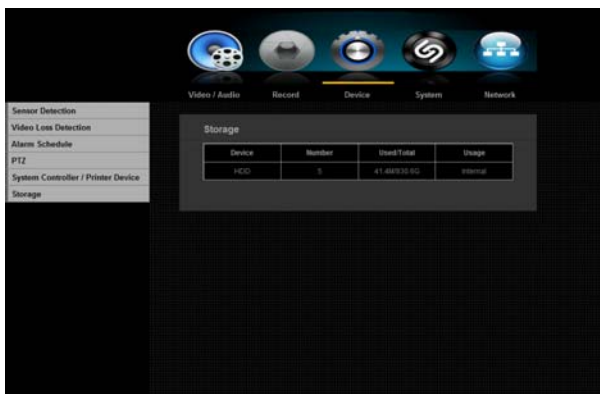 Video / Audio
Record
Device
System
Network
Sensor Detection
Video Loss Detection
Alarm Schedule
PTZ
System Controller / Printer Device
Storage
Storage
Device Number Used/Total Usage
HDD 5 Internal